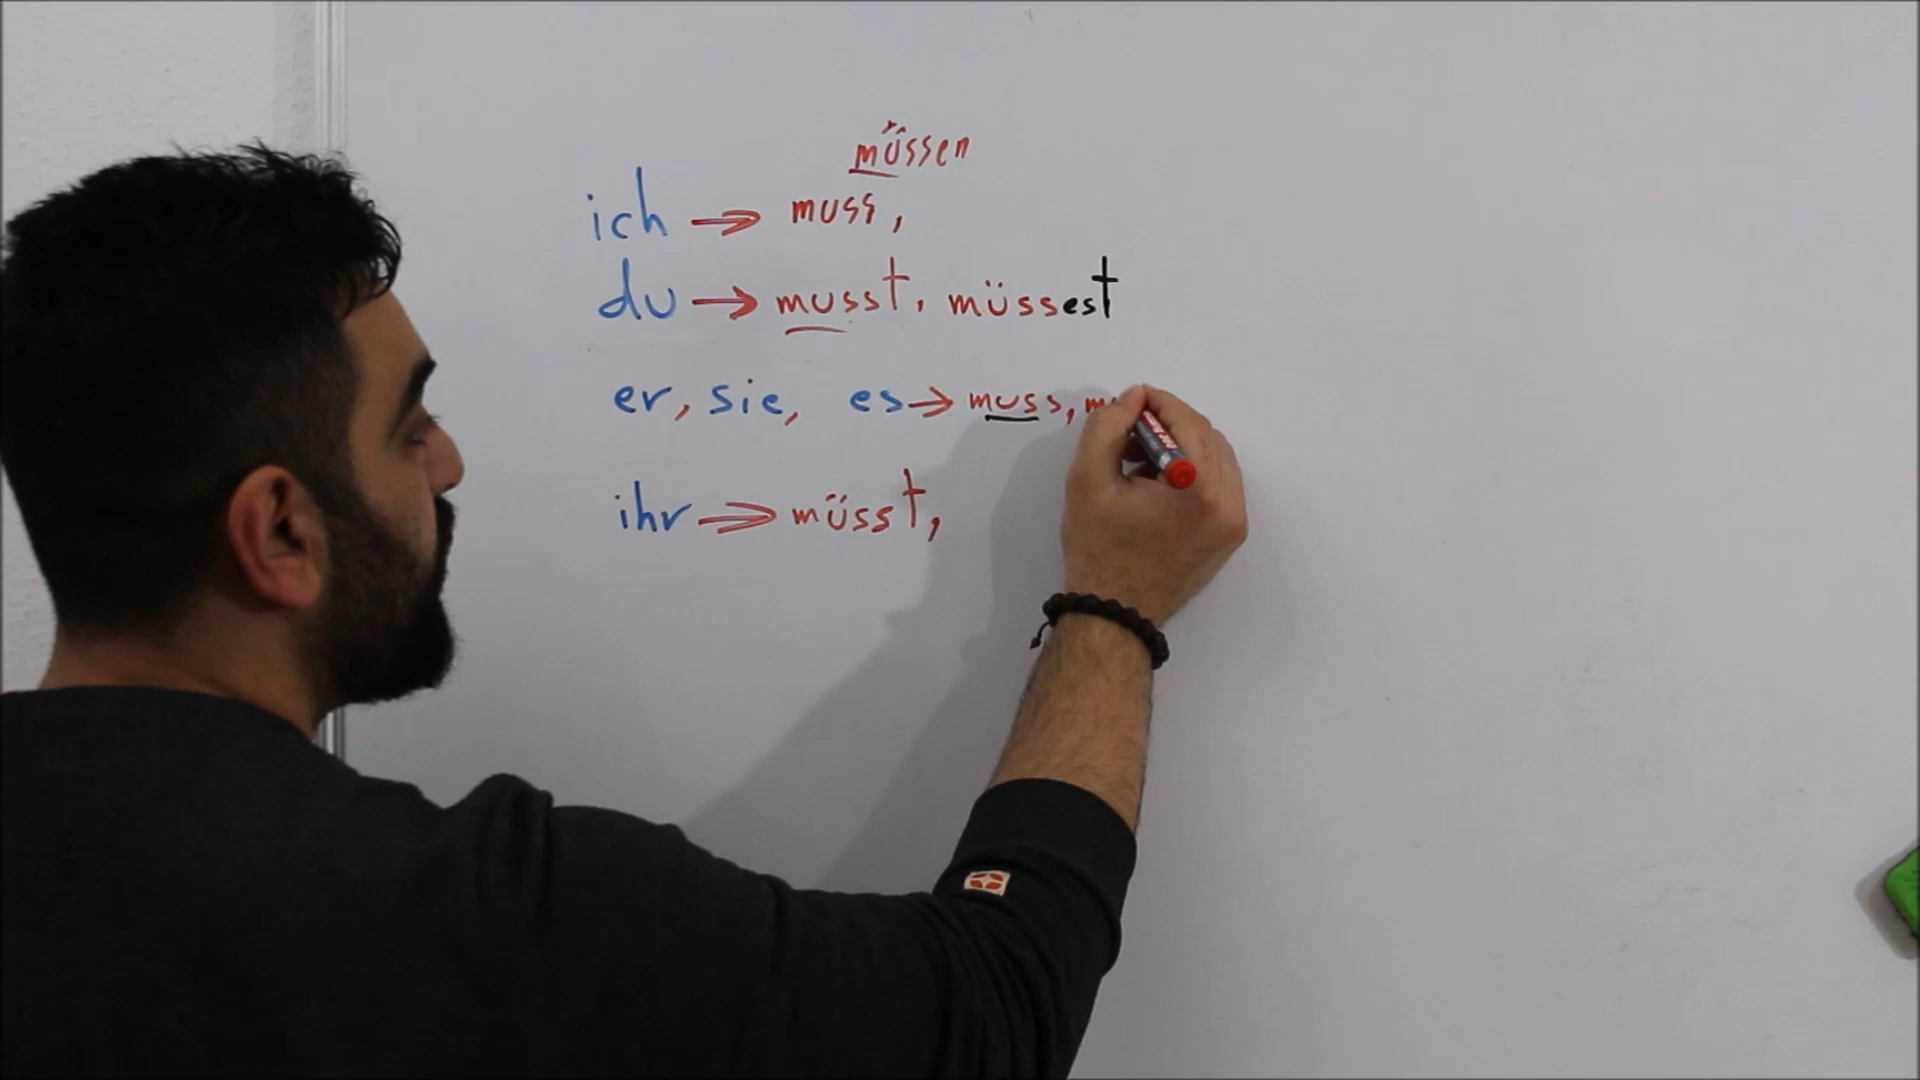 müssen
ich → muss,
du → musst, müssest
er, sie, es → muss,
ihr → müsst,